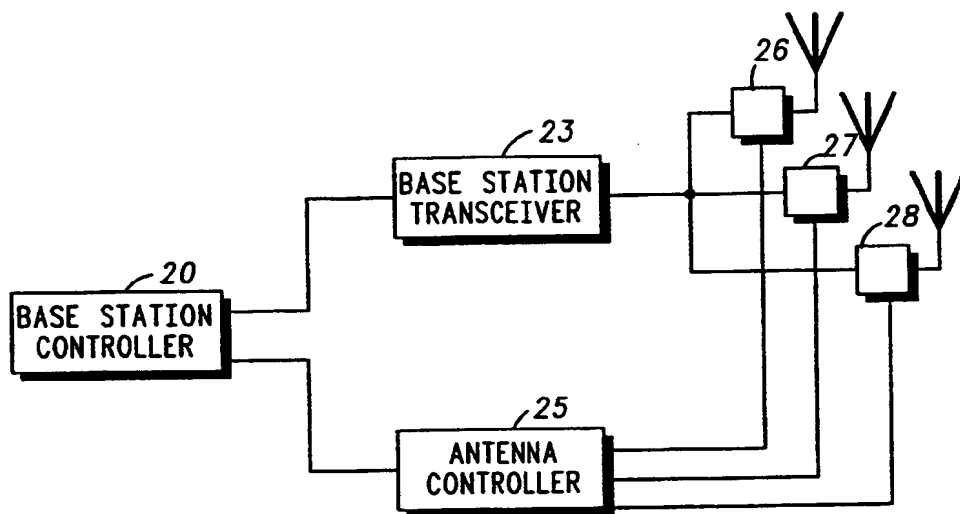 26
23
27
BASE STATION
TRANSCEIVER
28
20
BASE STATION
CONTROLLER
25
ANTENNA
CONTROLLER